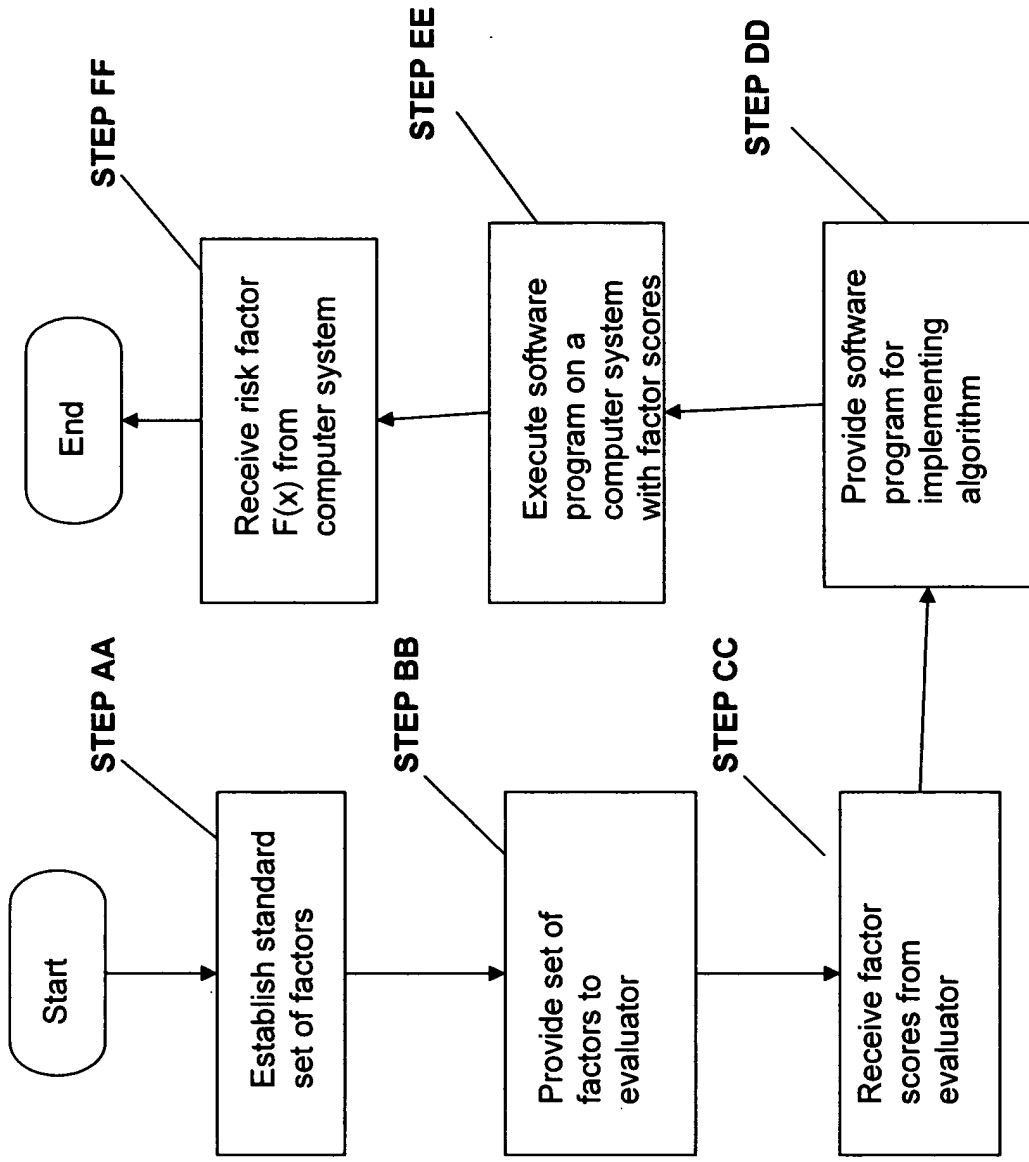 Start
STEP AA
Establish standard
set of factors
STEP BB
Provide set of
factors to
evaluator
STEP CC
Receive factor
scores from
evaluator
STEP DD
Provide software
program for
implementing
algorithm
STEP EE
Execute software
program on a
computer system
with factor scores
STEP FF
Receive risk factor
F(x) from
computer system
End